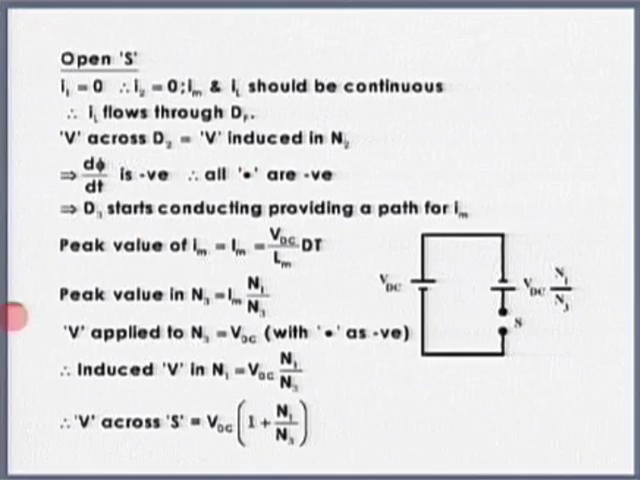 Open 'S'
i₁ = 0 ∴ i₂ = 0; iₘ & i_L should be continuous
∴ i_L flows through D_F.
'V' across D₂ = 'V' induced in N₂
⇒ dϕ/dt is -ve ∴ all '•' are -ve
⇒ D₃ starts conducting providing a path for iₘ
Peak value of iₘ = Iₘ = V_DC/Lₘ DT
Peak value in N₃ = Iₘ N₁/N₃
'V' applied to N₃ = V_DC (with '•' as -ve)
∴ Induced 'V' in N₁ = V_DC N₁/N₃
∴ 'V' across 'S' = V_DC (1 + N₁/N₃)
V_DC
V_DC N₁/N₃
S